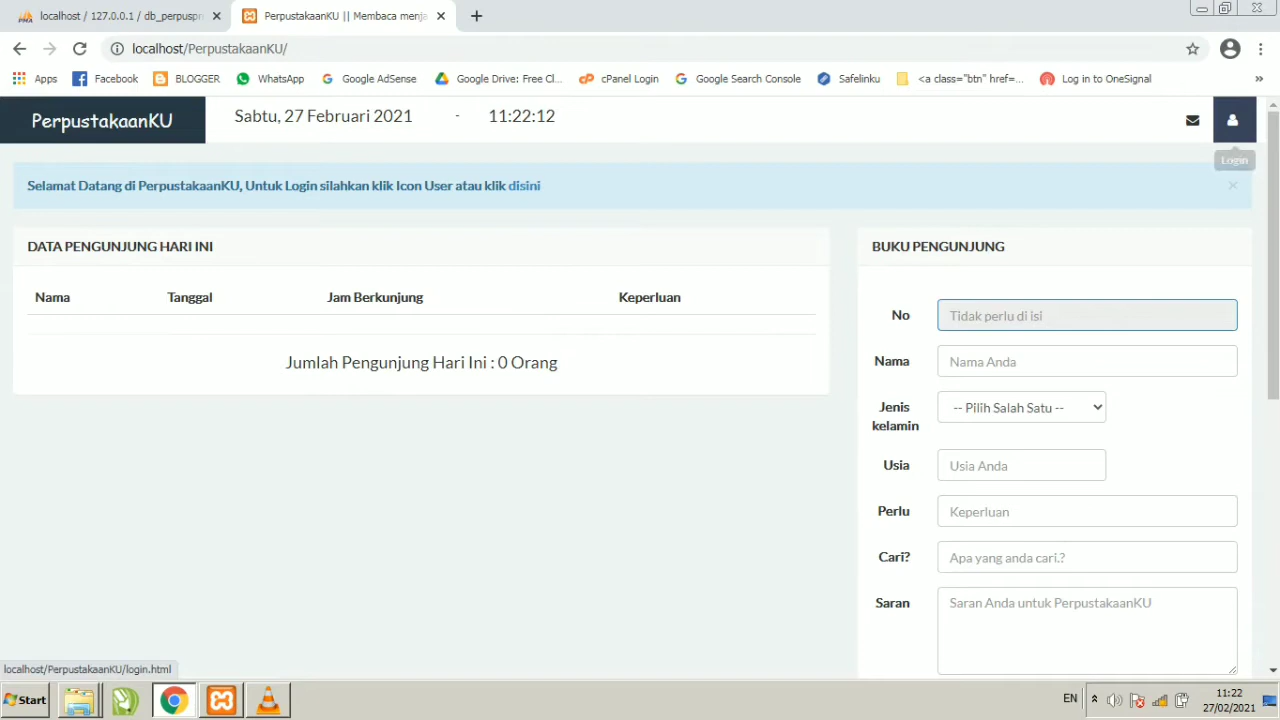 localhost / 127.0.0.1 / db_perpuspr
PerpustakaanKU || Membaca menja
localhost/PerpustakaanKU/
Apps
Facebook
BLOGGER
WhatsApp
Google AdSense
Google Drive: Free Cl...
cPanel Login
Google Search Console
Safelinku
<a class="btn" href=...
Log in to OneSignal
PerpustakaanKU
Sabtu, 27 Februari 2021 - 11:22:12
Login
Selamat Datang di PerpustakaanKU, Untuk Login silahkan klik Icon User atau klik disini
DATA PENGUNJUNG HARI INI
Nama Tanggal Jam Berkunjung Keperluan
Jumlah Pengunjung Hari Ini : 0 Orang
BUKU PENGUNJUNG
No Tidak perlu di isi
Nama Nama Anda
Jenis
kelamin
-- Pilih Salah Satu --
Usia Usia Anda
Perlu Keperluan
Cari? Apa yang anda cari.?
Saran Saran Anda untuk PerpustakaanKU
localhost/PerpustakaanKU/login.html
Start
EN
11:22
27/02/2021